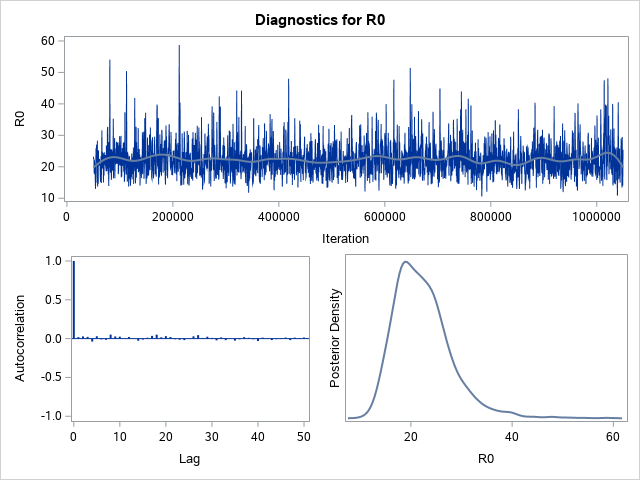 Diagnostics for R0
R0
60
50
40
30
20
10
0 200000 400000 600000 800000 1000000
Iteration
Autocorrelation
1.0
0.5
0.0
-0.5
-1.0
0 10 20 30 40 50
Lag
Posterior Density
20 40 60
R0